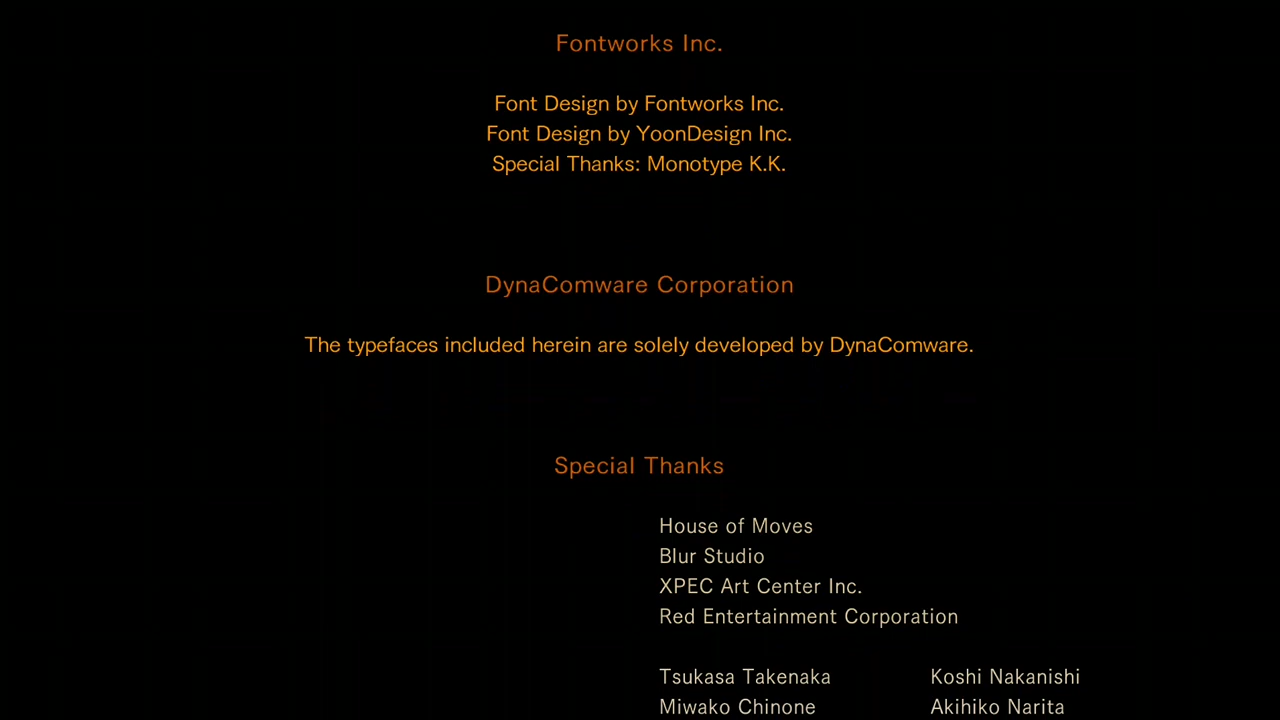 Fontworks Inc.
Font Design by Fontworks Inc.
Font Design by YoonDesign Inc.
Special Thanks: Monotype K.K.
DynaComware Corporation
The typefaces included herein are solely developed by DynaComware.
Special Thanks
House of Moves
Blur Studio
XPEC Art Center Inc.
Red Entertainment Corporation
Tsukasa Takenaka Koshi Nakanishi
Miwako Chinone Akihiko Narita